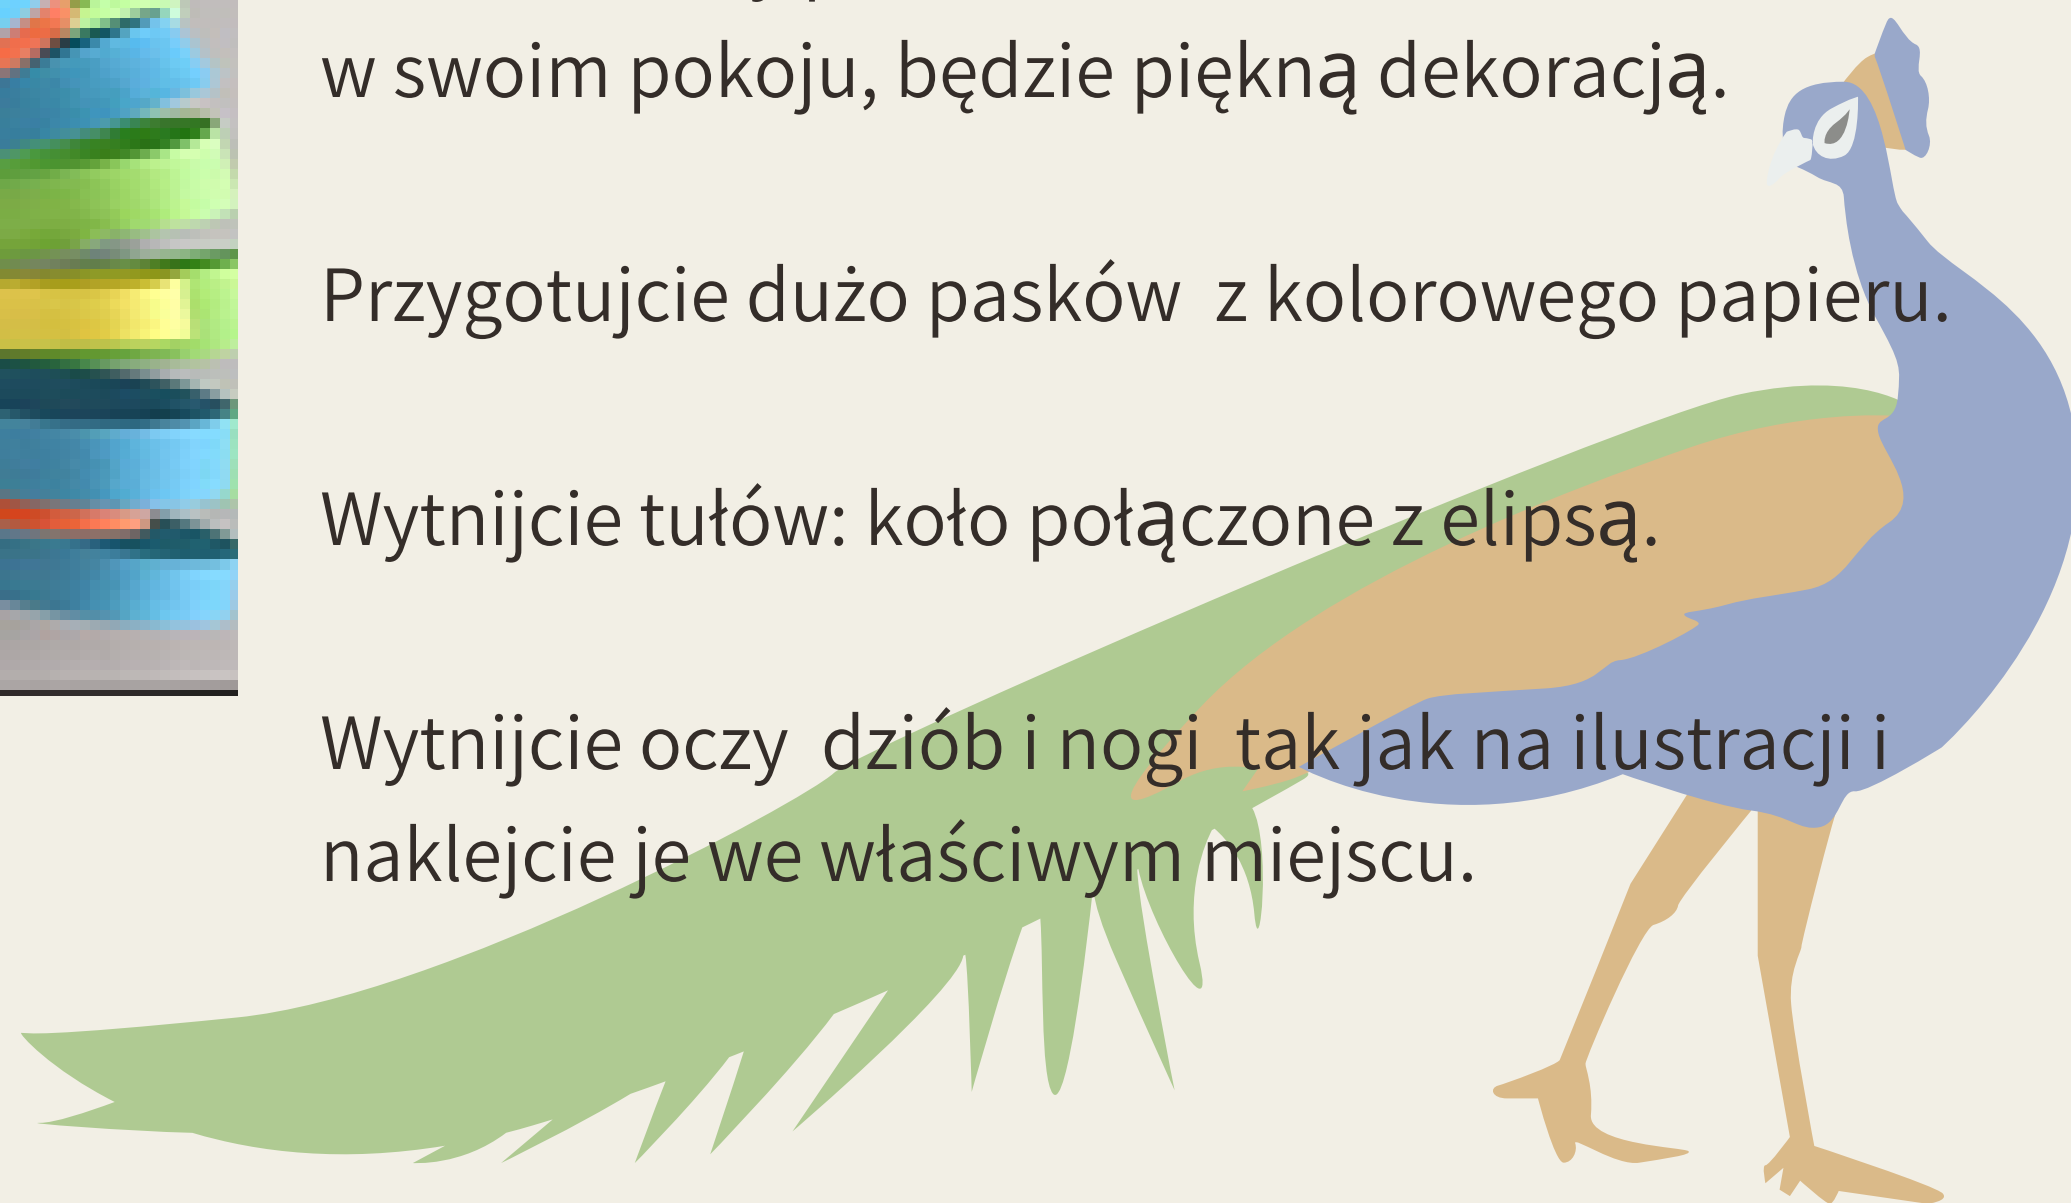 w swoim pokoju, będzie piękną dekoracją.
Przygotujcie dużo pasków  z kolorowego papieru.
Wytnijcie tułów: koło połączone z elipsą.
Wytnijcie oczy  dziób i nogi  tak jak na ilustracji i
naklejcie je we właściwym miejscu.